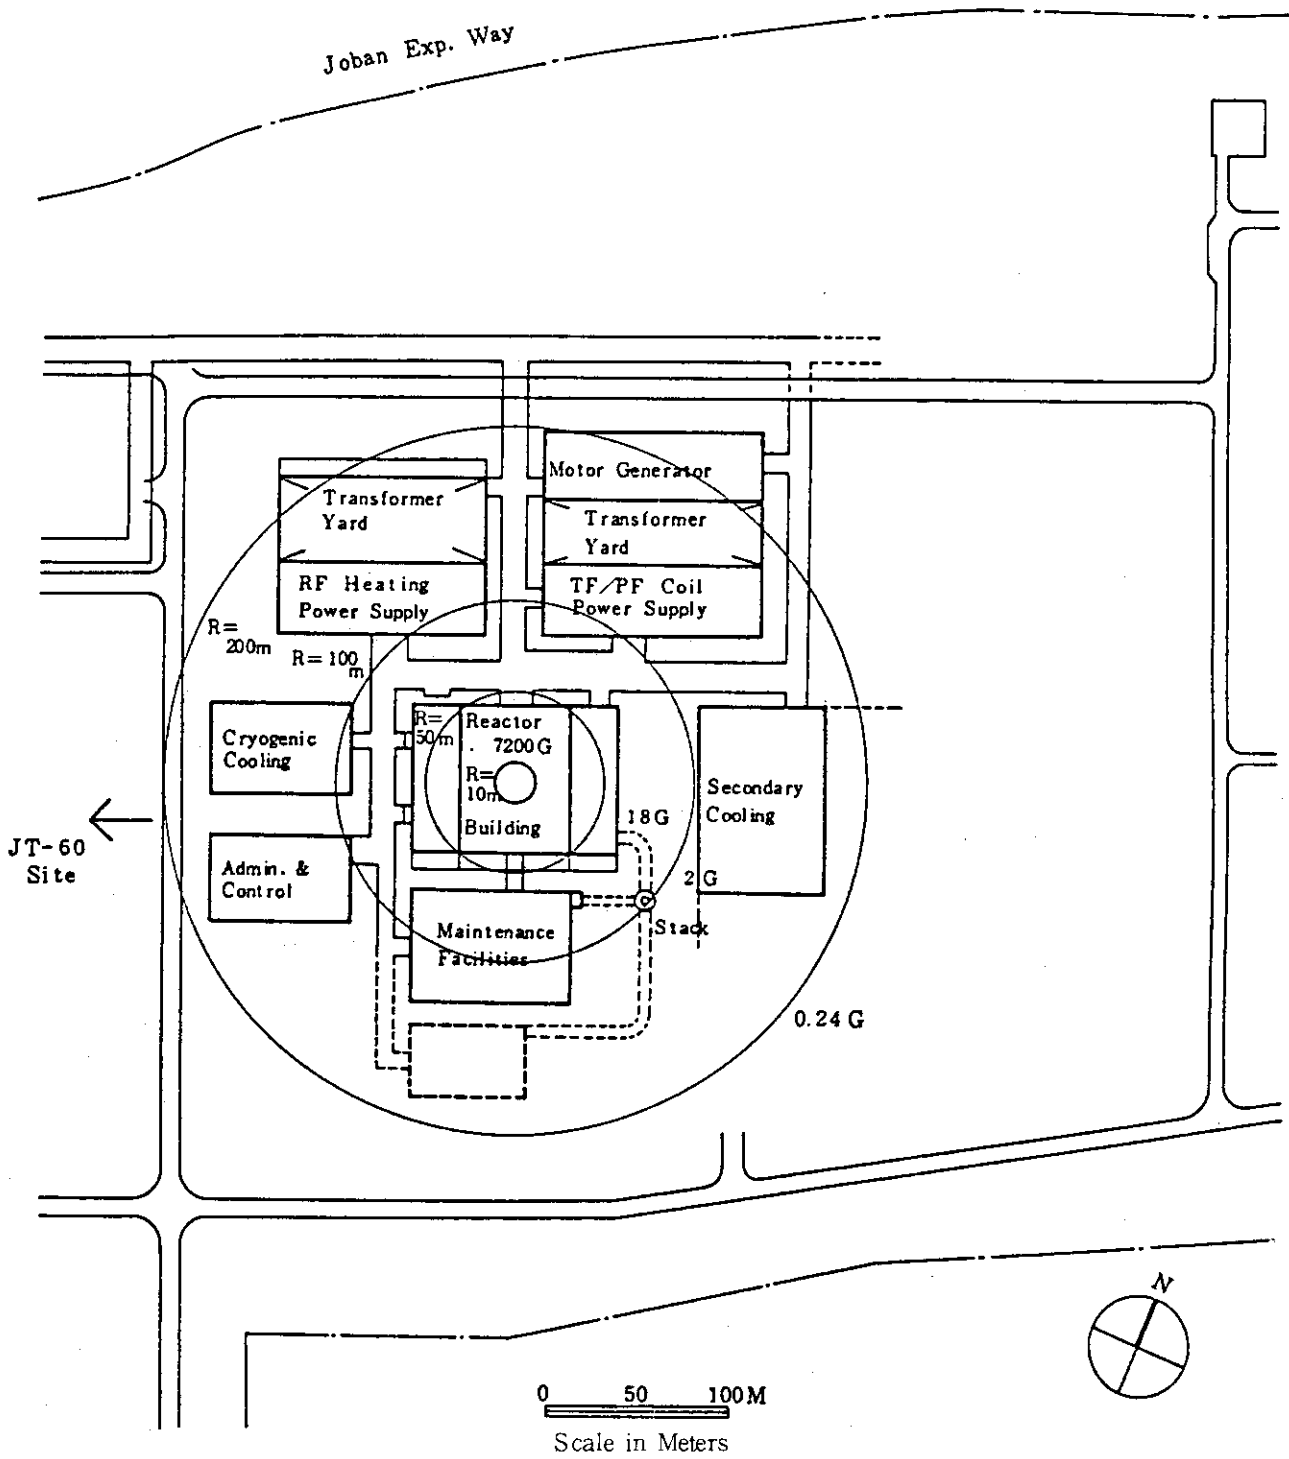 Joban Exp. Way
Motor Generator
Transformer
Yard
Transformer
Yard
RF Heating
Power Supply
TF/PF Coil
Power Supply
R=
200m
R=100
m
R=
50m
Reactor
7200G
R=
10m
Building
Cryogenic
Cooling
Secondary
Cooling
18G
JT-60
Site
Admin. &
Control
2G
Stack
Maintenance
Facilities
0.24G
N
0 50 100M
Scale in Meters